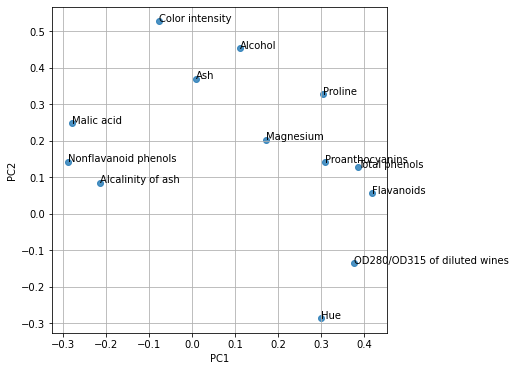 Color intensity
0.5
Alcohol
0.4
Ash
Proline
0.3
Malic acid
0.2
Magnesium
Nonflavanoid phenols
Proanthocyanins
Total phenols
0.1
Alcalinity of ash
Flavanoids
PC2
0.0
−0.1
OD280/OD315 of diluted wines
−0.2
Hue
−0.3
−0.3 −0.2 −0.1 0.0 0.1 0.2 0.3 0.4
PC1